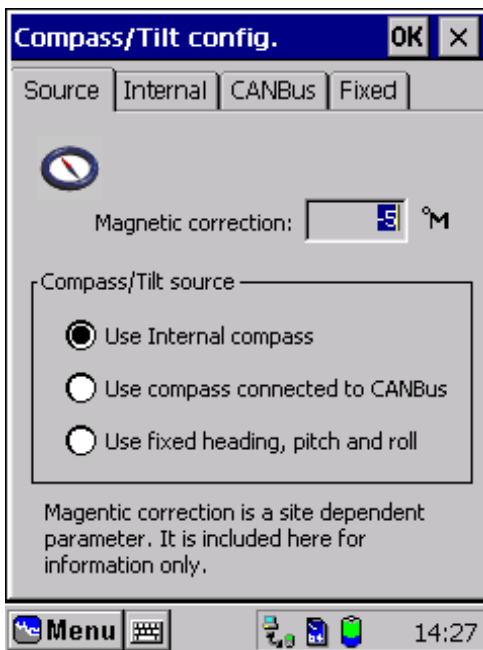 Compass/Tilt config. OK ×
Source Internal CANBus Fixed
Magnetic correction: -5 °M
Compass/Tilt source
Use Internal compass
Use compass connected to CANBus
Use fixed heading, pitch and roll
Magentic correction is a site dependent
parameter. It is included here for
information only.
Menu 14:27